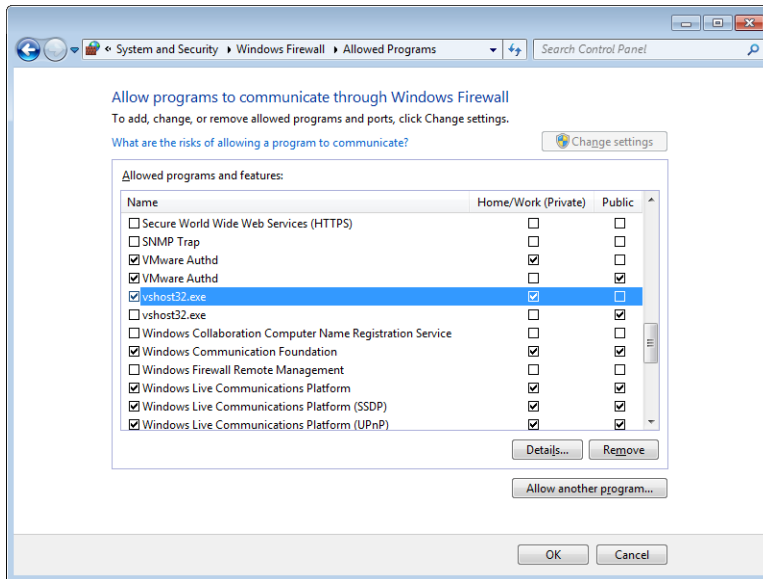 « System and Security ▸ Windows Firewall ▸ Allowed Programs
Search Control Panel
Allow programs to communicate through Windows Firewall
To add, change, or remove allowed programs and ports, click Change settings.
What are the risks of allowing a program to communicate?
Change settings
Allowed programs and features:
Name Home/Work (Private) Public
Secure World Wide Web Services (HTTPS)
SNMP Trap
VMware Authd
VMware Authd
vshost32.exe
vshost32.exe
Windows Collaboration Computer Name Registration Service
Windows Communication Foundation
Windows Firewall Remote Management
Windows Live Communications Platform
Windows Live Communications Platform (SSDP)
Windows Live Communications Platform (UPnP)
Details... Remove
Allow another program...
OK Cancel